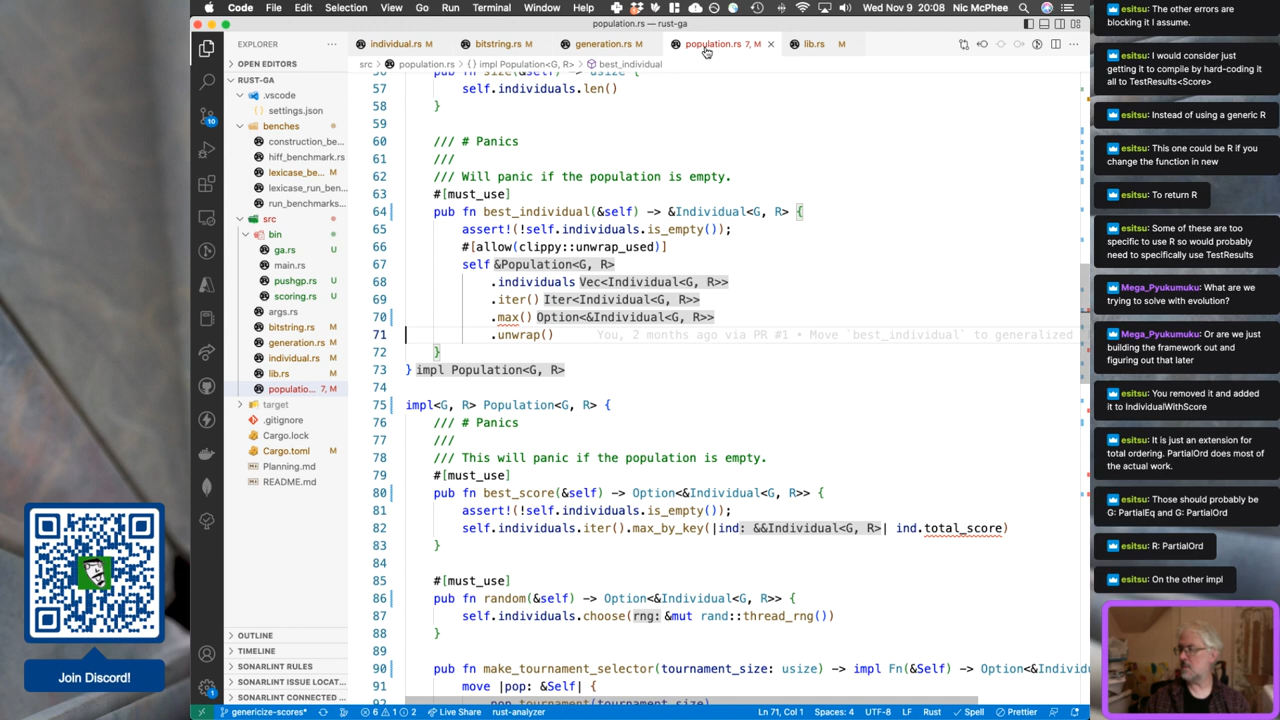 Code File Edit Selection View Go Run Terminal Window Help
Wed Nov 9 20:08 Nic McPhee
population.rs — rust-ga
EXPLORER
OPEN EDITORS
RUST-GA
.vscode
settings.json
benches
construction_be...
hiff_benchmark.rs
lexicase_be... M
lexicase_run_ben...
run_benchmarks...
src
bin
ga.rs U
main.rs
pushgp.rs U
scoring.rs U
args.rs
bitstring.rs M
generation.rs M
individual.rs M
lib.rs M
populatio... 7, M
target
.gitignore
Cargo.lock
Cargo.toml M
Planning.md
README.md
OUTLINE
TIMELINE
SONARLINT RULES
SONARLINT ISSUE LOCAT...
SONARLINT CONNECTED ...
individual.rs M
bitstring.rs M
generation.rs M
population.rs 7, M
lib.rs M
src > population.rs > {} impl Population<G, R> > best_individual
56 pub fn size(&self) -> usize {
57 self.individuals.len()
58 }
59
60 /// # Panics
61 ///
62 /// Will panic if the population is empty.
63 #[must_use]
64 pub fn best_individual(&self) -> &Individual<G, R> {
65 assert!(!self.individuals.is_empty());
66 #[allow(clippy::unwrap_used)]
67 self &Population<G, R>
68 .individuals Vec<Individual<G, R>>
69 .iter() Iter<Individual<G, R>>
70 .max() Option<&Individual<G, R>>
71 .unwrap() You, 2 months ago via PR #1 • Move `best_individual` to generalized
72 }
73 } impl Population<G, R>
74
75 impl<G, R> Population<G, R> {
76 /// # Panics
77 ///
78 /// This will panic if the population is empty.
79 #[must_use]
80 pub fn best_score(&self) -> Option<&Individual<G, R>> {
81 assert!(!self.individuals.is_empty());
82 self.individuals.iter().max_by_key(|ind: &&Individual<G, R>| ind.total_score)
83 }
84
85 #[must_use]
86 pub fn random(&self) -> Option<&Individual<G, R>> {
87 self.individuals.choose(rng: &mut rand::thread_rng())
88 }
89
90 pub fn make_tournament_selector(tournament_size: usize) -> impl Fn(&Self) -> Option<&Individu
91 move |pop: &Self| {
92 pop.tournament(tournament_size)
genericize-scores* 6 1 2 Live Share rust-analyzer
Ln 71, Col 1 Spaces: 4 UTF-8 LF Rust Spell Prettier
10
1
Join Discord!
esitsu: The other errors are
blocking it I assume.
esitsu: I would consider just
getting it to compile by hard-coding it
all to TestResults<Score>
esitsu: Instead of using a generic R
esitsu: This one could be R if you
change the function in new
esitsu: To return R
esitsu: Some of these are too
specific to use R so would probably
need to specifically use TestResults
Mega_Pyukumuku: What are we
trying to solve with evolution?
Mega_Pyukumuku: Or are we just
building the framework out and
figuring out that later
esitsu: You removed it and added
it to IndividualWithScore
esitsu: It is just an extension for
total ordering. PartialOrd does most of
the actual work.
esitsu: Those should probably be
G: PartialEq and G: PartialOrd
esitsu: R: PartialOrd
esitsu: On the other impl